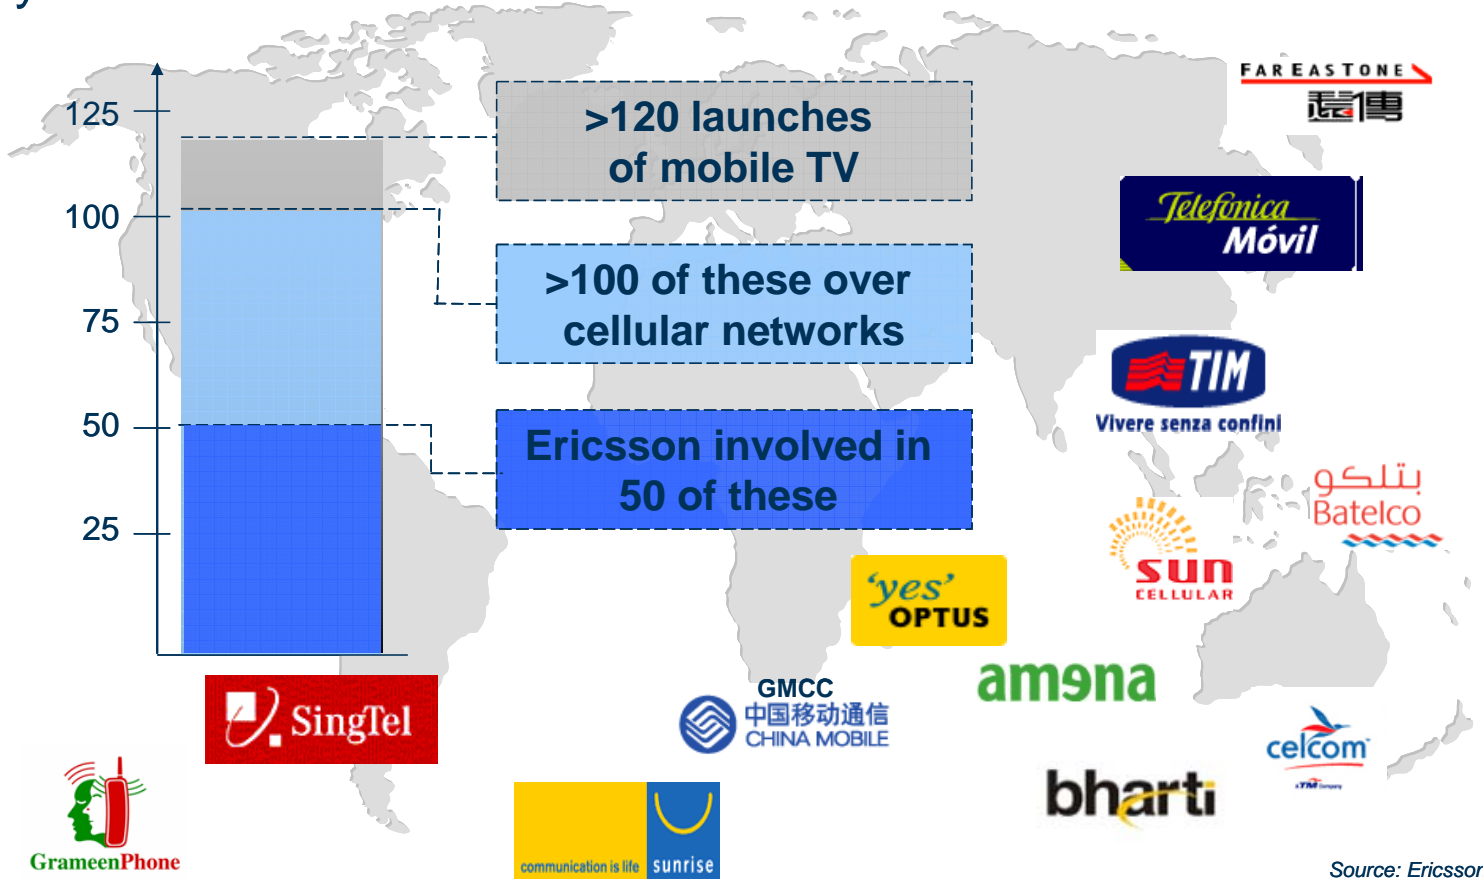 125
100
75
50
25
>120 launches
of mobile TV
>100 of these over
cellular networks
Ericsson involved in
50 of these
FAREASTONE
遠傳
Telefónica
Móvil
TIM
Vivere senza confini
بتلكو
Batelco
sun
CELLULAR
'yes'
OPTUS
amena
GMCC
中国移动通信
CHINA MOBILE
SingTel
celcom
bharti
GrameenPhone
communication is life
sunrise
Source: Ericsson